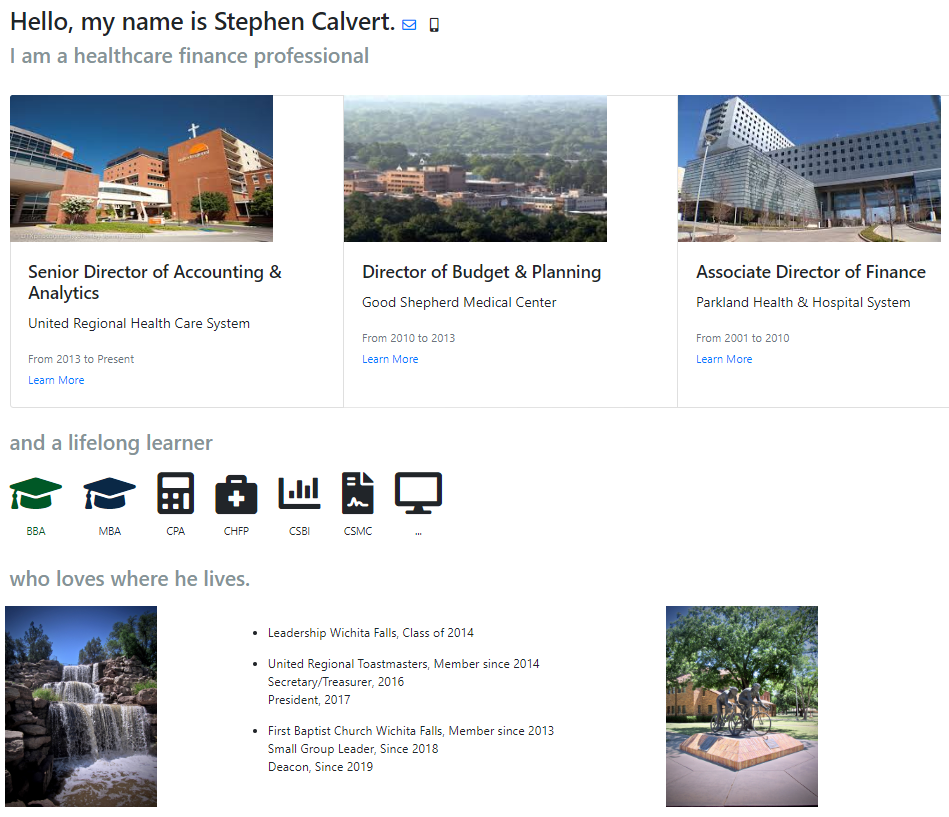 Hello, my name is Stephen Calvert.
I am a healthcare finance professional
Senior Director of Accounting &
Analytics
United Regional Health Care System
From 2013 to Present
Learn More
Director of Budget & Planning
Good Shepherd Medical Center
From 2010 to 2013
Learn More
Associate Director of Finance
Parkland Health & Hospital System
From 2001 to 2010
Learn More
and a lifelong learner
BBA
MBA
CPA
CHFP
CSBI
CSMC
...
who loves where he lives.
Leadership Wichita Falls, Class of 2014
United Regional Toastmasters, Member since 2014
Secretary/Treasurer, 2016
President, 2017
First Baptist Church Wichita Falls, Member since 2013
Small Group Leader, Since 2018
Deacon, Since 2019